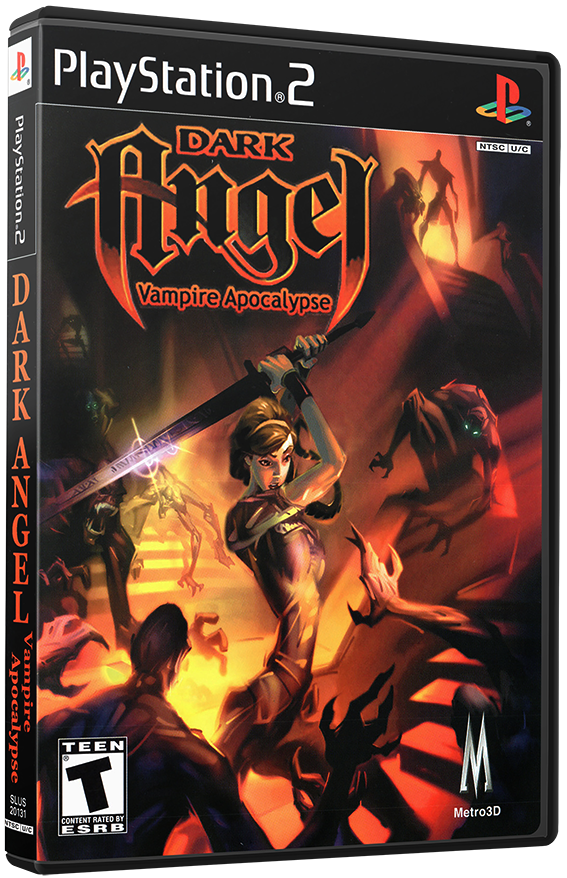 PlayStation®2
NTSC U/C
DARK
Angel
Vampire Apocalypse
TEEN
T
®
CONTENT RATED BY
ESRB
M
Metro3D
PlayStation®2
DARK ANGEL
Vampire
Apocalypse
SLUS
20131
NTSC U/C